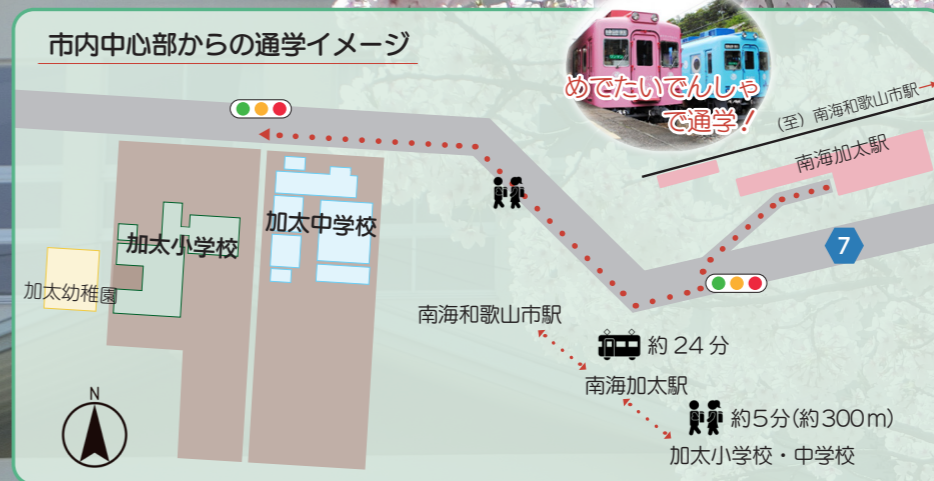 市内中心部からの通学イメージ
めでたいでんしゃ
で通学！
(至) 南海和歌山市駅→
南海加太駅
7
加太中学校
加太小学校
加太幼稚園
南海和歌山市駅
約24分
南海加太駅
約5分(約300m)
加太小学校・中学校
N